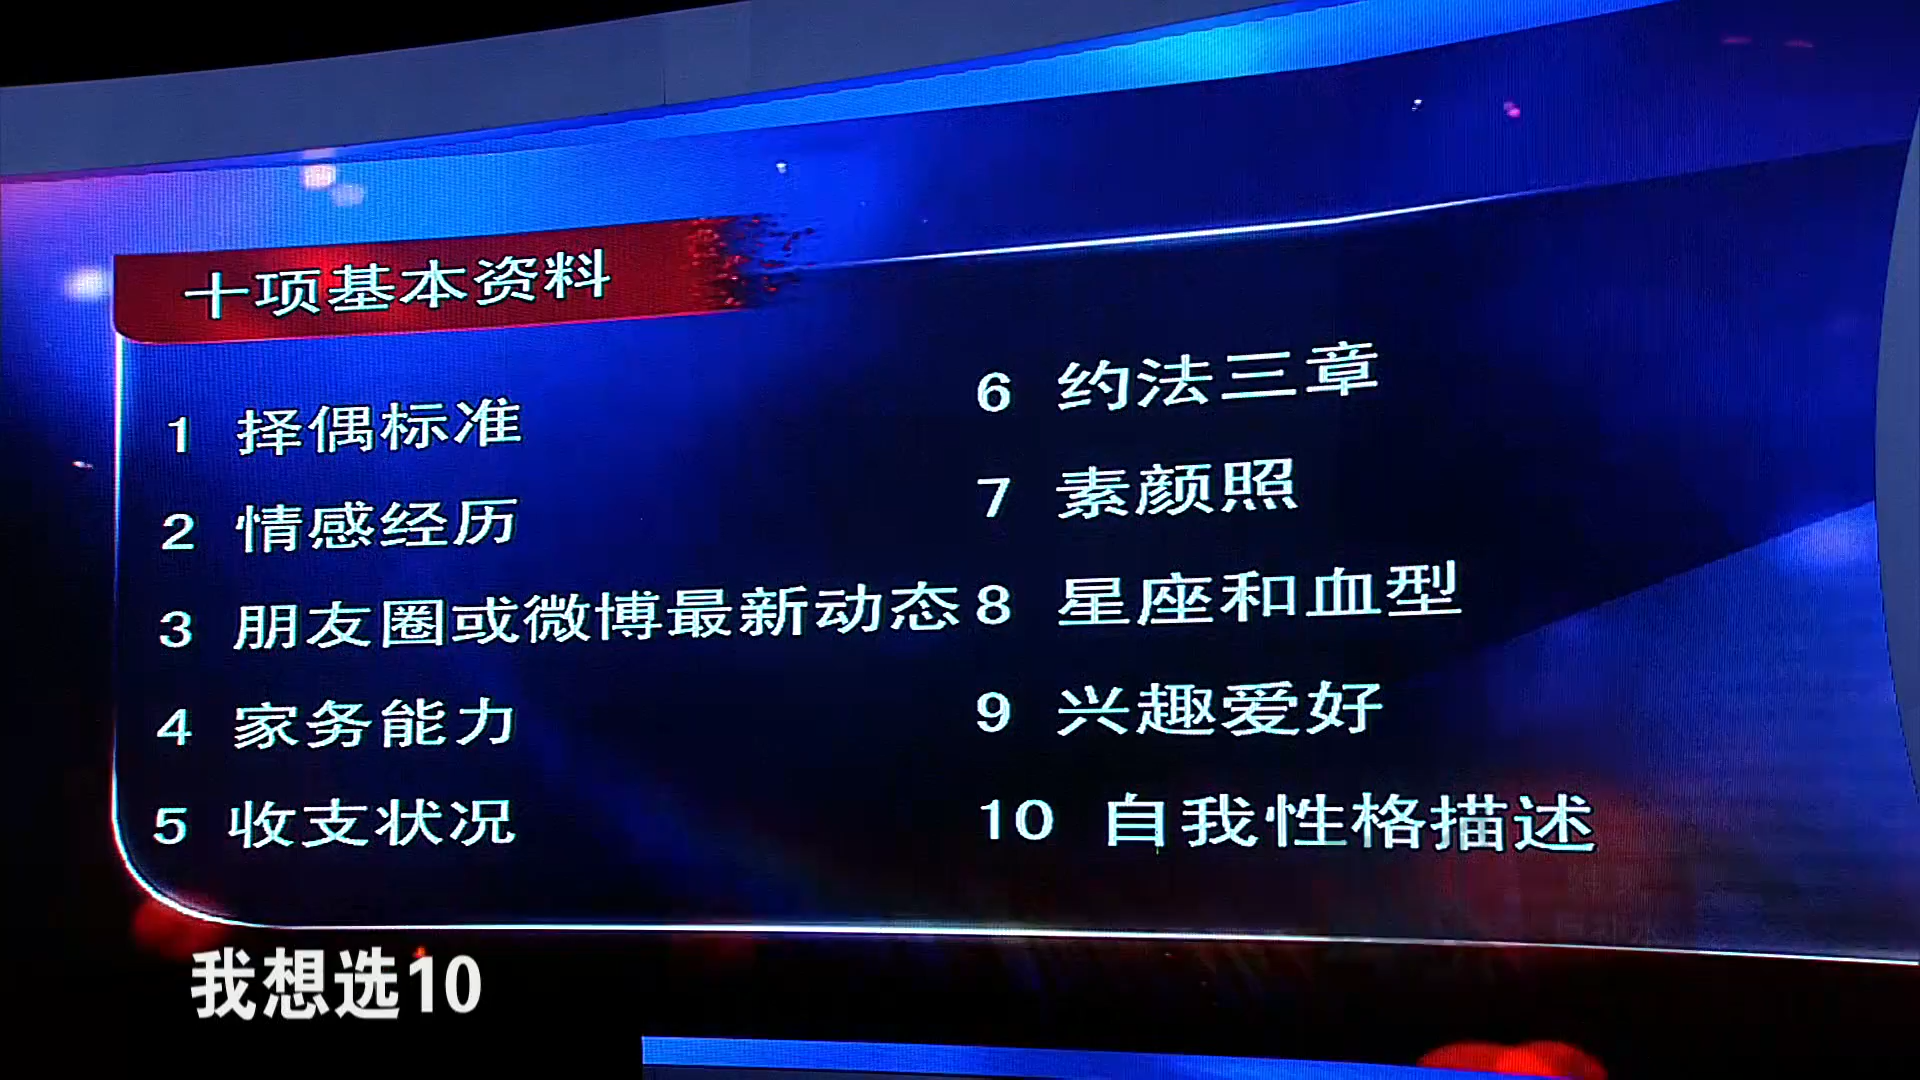 十项基本资料
1 择偶标准
2 情感经历
3 朋友圈或微博最新动态
4 家务能力
5 收支状况
6 约法三章
7 素颜照
8 星座和血型
9 兴趣爱好
10 自我性格描述
我想选10